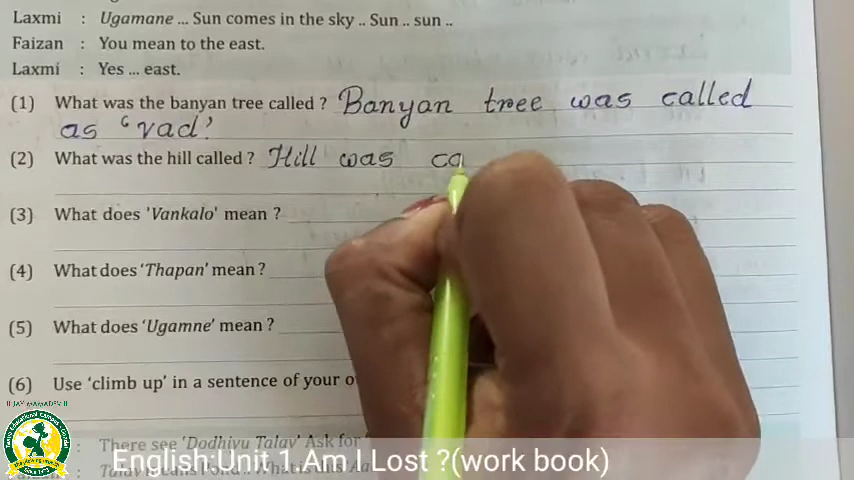 Laxmi : Ugamane ... Sun comes in the sky .. Sun .. sun ..
Faizan : You mean to the east.
Laxmi : Yes ... east.
(1) What was the banyan tree called ? Banyan tree was called
as 'vad'
(2) What was the hill called ? Hill was ca
(3) What does 'Vankalo' mean ?
(4) What does 'Thapan' mean ?
(5) What does 'Ugamne' mean ?
(6) Use 'climb up' in a sentence of your o
: There see 'Dodhivu Talav' Ask for
English:Unit 1 Am I Lost ?(work book)